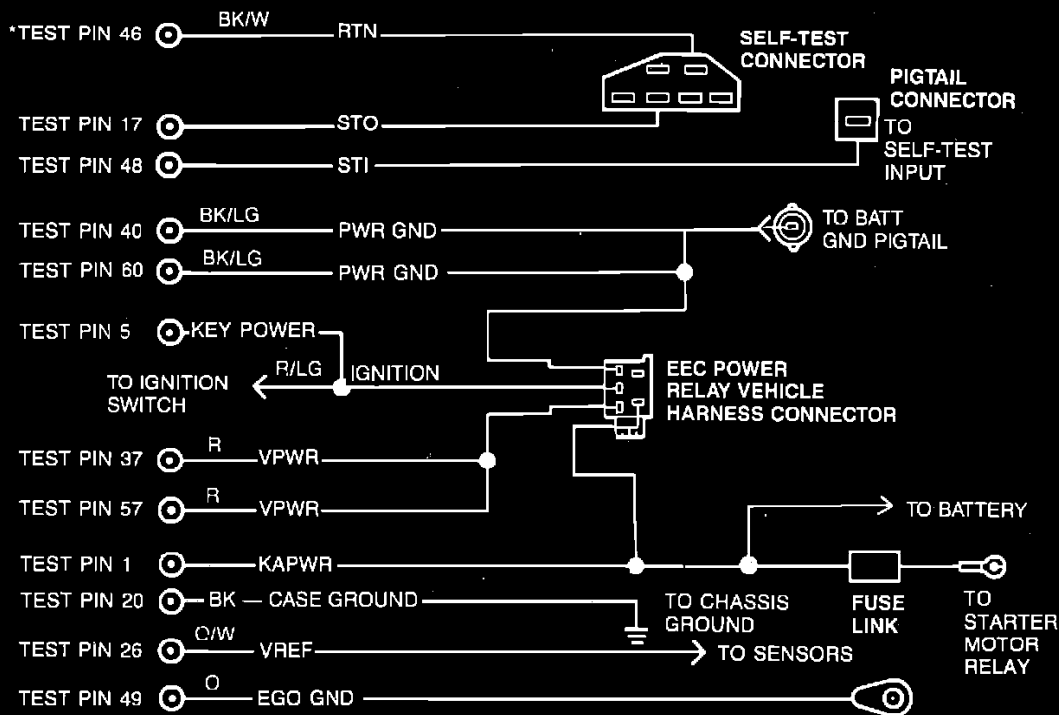 *TEST PIN 46 BK/W RTN
SELF-TEST
CONNECTOR
PIGTAIL
CONNECTOR
TEST PIN 17 STO
TO
SELF-TEST
INPUT
TEST PIN 48 STI
TEST PIN 40 BK/LG PWR GND
TO BATT
GND PIGTAIL
TEST PIN 60 BK/LG PWR GND
TEST PIN 5 KEY POWER
TO IGNITION
SWITCH
R/LG IGNITION
EEC POWER
RELAY VEHICLE
HARNESS CONNECTOR
TEST PIN 37 R VPWR
TEST PIN 57 R VPWR
TO BATTERY
TEST PIN 1 KAPWR
FUSE
LINK
TO
STARTER
MOTOR
RELAY
TEST PIN 20 BK — CASE GROUND
TO CHASSIS
GROUND
TEST PIN 26 O/W VREF
TO SENSORS
TEST PIN 49 O EGO GND